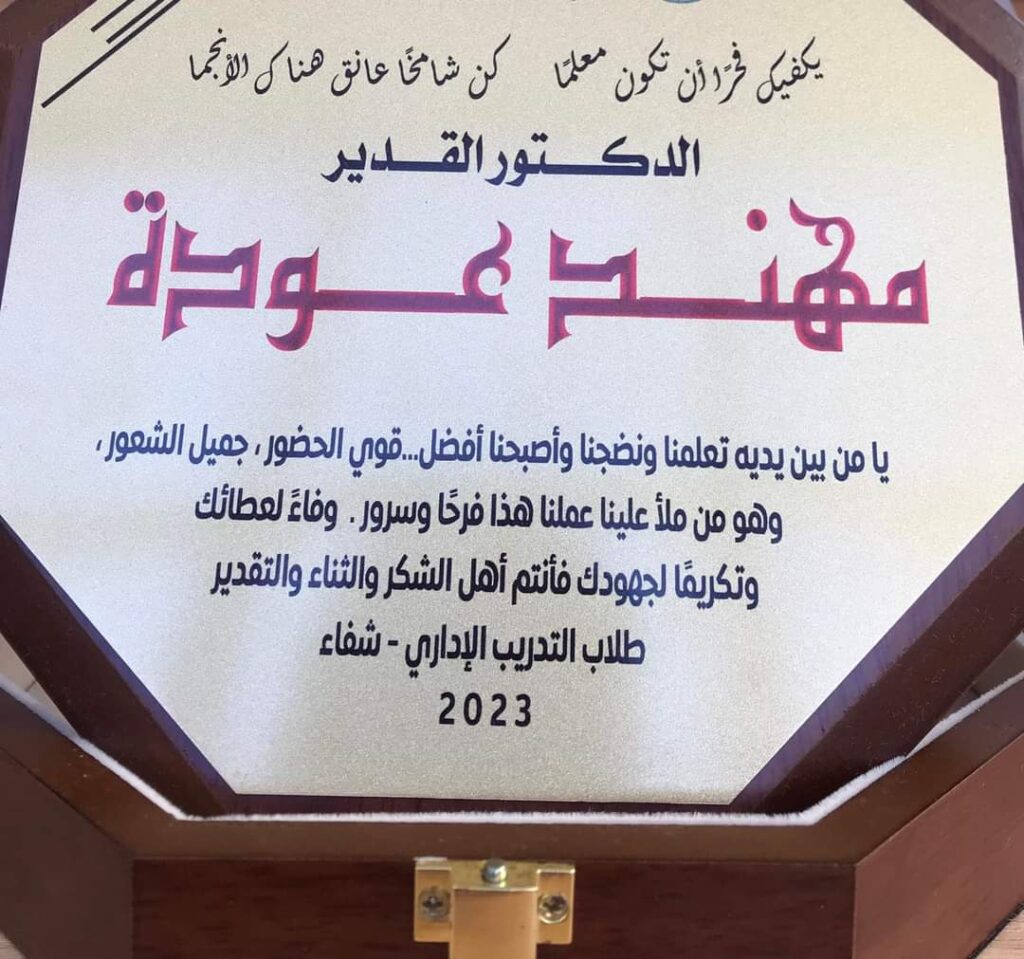 يكفيك فخرًا أن تكون معلمًا كن شامخًا عانق هناك الأنجما
الدكتور القدير
مهند عودة
يا من بين يديه تعلمنا ونضجنا وأصبحنا أفضل...قوي الحضور، جميل الشعور،
وهو من ملأ علينا عملنا هذا فرحًا وسرور. وفاءً لعطائك
وتكريمًا لجهودك فأنتم أهل الشكر والثناء والتقدير
طلاب التدريب الإداري - شفاء
2023